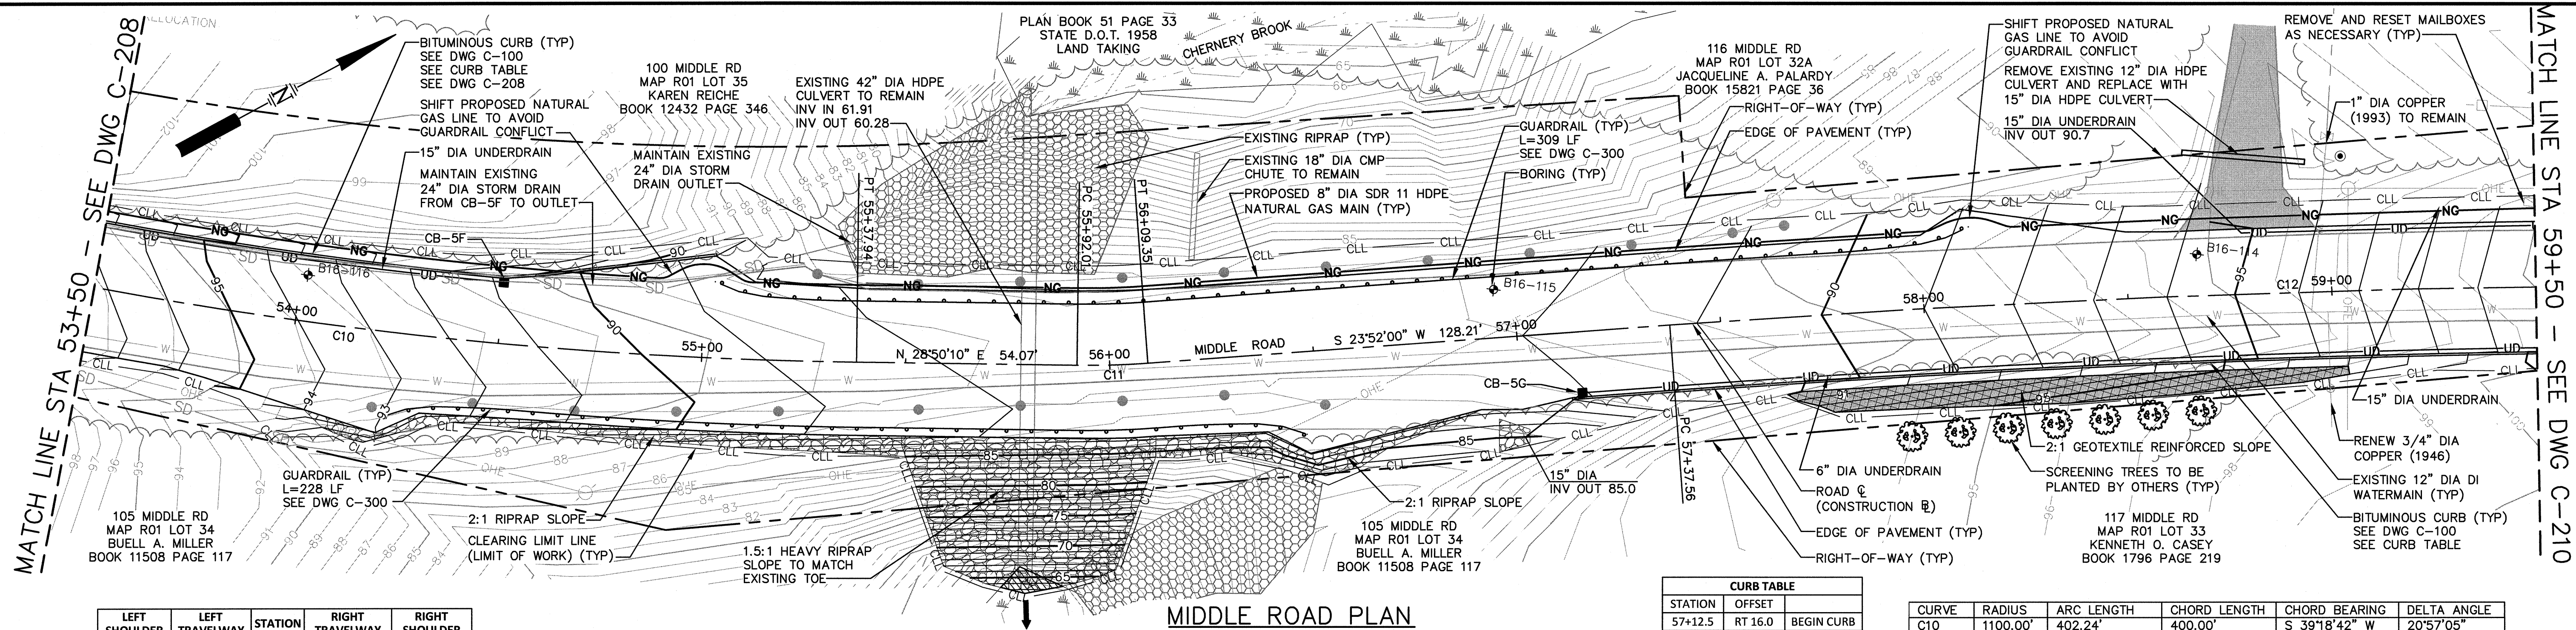 MATCH LINE STA 53+50 - SEE DWG C-208
BITUMINOUS CURB (TYP)
SEE DWG C-100
SEE CURB TABLE
SEE DWG C-208
SHIFT PROPOSED NATURAL
GAS LINE TO AVOID
GUARDRAIL CONFLICT
15" DIA UNDERDRAIN
MAINTAIN EXISTING
24" DIA STORM DRAIN
FROM CB-5F TO OUTLET
CB-5F
B16-116
100 MIDDLE RD
MAP R01 LOT 35
KAREN REICHE
BOOK 12432 PAGE 346
MAINTAIN EXISTING
24" DIA STORM
DRAIN OUTLET
EXISTING 42" DIA HDPE
CULVERT TO REMAIN
INV IN 61.91
INV OUT 60.28
PLAN BOOK 51 PAGE 33
STATE D.O.T. 1958
LAND TAKING
CHERNERY BROOK
EXISTING RIPRAP (TYP)
EXISTING 18" DIA CMP
CHUTE TO REMAIN
PROPOSED 8" DIA SDR 11 HDPE
NATURAL GAS MAIN (TYP)
GUARDRAIL (TYP)
L=309 LF
SEE DWG C-300
BORING (TYP)
B16-115
116 MIDDLE RD
MAP R01 LOT 32A
JACQUELINE A. PALARDY
BOOK 15821 PAGE 36
RIGHT-OF-WAY (TYP)
EDGE OF PAVEMENT (TYP)
SHIFT PROPOSED NATURAL
GAS LINE TO AVOID
GUARDRAIL CONFLICT
REMOVE EXISTING 12" DIA HDPE
CULVERT AND REPLACE WITH
15" DIA HDPE CULVERT
15" DIA UNDERDRAIN
INV OUT 90.7
B16-114
REMOVE AND RESET MAILBOXES
AS NECESSARY (TYP)
1" DIA COPPER
(1993) TO REMAIN
MATCH LINE STA 59+50 - SEE DWG C-210
PT 55+37.94
PC 55+92.01
PT 56+09.35
PC 57+37.56
54+00
C10
55+00
N 28°50'10" E 54.07'
56+00
C11
MIDDLE ROAD
S 23°52'00" W 128.21'
57+00
58+00
C12
59+00
CB-5G
105 MIDDLE RD
MAP R01 LOT 34
BUELL A. MILLER
BOOK 11508 PAGE 117
GUARDRAIL (TYP)
L=228 LF
SEE DWG C-300
2:1 RIPRAP SLOPE
CLEARING LIMIT LINE
(LIMIT OF WORK) (TYP)
1.5:1 HEAVY RIPRAP
SLOPE TO MATCH
EXISTING TOE
2:1 RIPRAP SLOPE
105 MIDDLE RD
MAP R01 LOT 34
BUELL A. MILLER
BOOK 11508 PAGE 117
15" DIA
INV OUT 85.0
6" DIA UNDERDRAIN
ROAD ℄
(CONSTRUCTION BL)
EDGE OF PAVEMENT (TYP)
RIGHT-OF-WAY (TYP)
2:1 GEOTEXTILE REINFORCED SLOPE
SCREENING TREES TO BE
PLANTED BY OTHERS (TYP)
117 MIDDLE RD
MAP R01 LOT 33
KENNETH O. CASEY
BOOK 1796 PAGE 219
15" DIA UNDERDRAIN
RENEW 3/4" DIA
COPPER (1946)
EXISTING 12" DIA DI
WATERMAIN (TYP)
BITUMINOUS CURB (TYP)
SEE DWG C-100
SEE CURB TABLE
MIDDLE ROAD PLAN
LEFT SHOULDER LEFT TRAVELWAY STATION RIGHT TRAVELWAY RIGHT SHOULDER
CURB TABLE
STATION OFFSET
57+12.5 RT 16.0 BEGIN CURB
CURVE RADIUS ARC LENGTH CHORD LENGTH CHORD BEARING DELTA ANGLE
C10 1100.00' 402.24' 400.00' S 39°18'42" W 20°57'05"